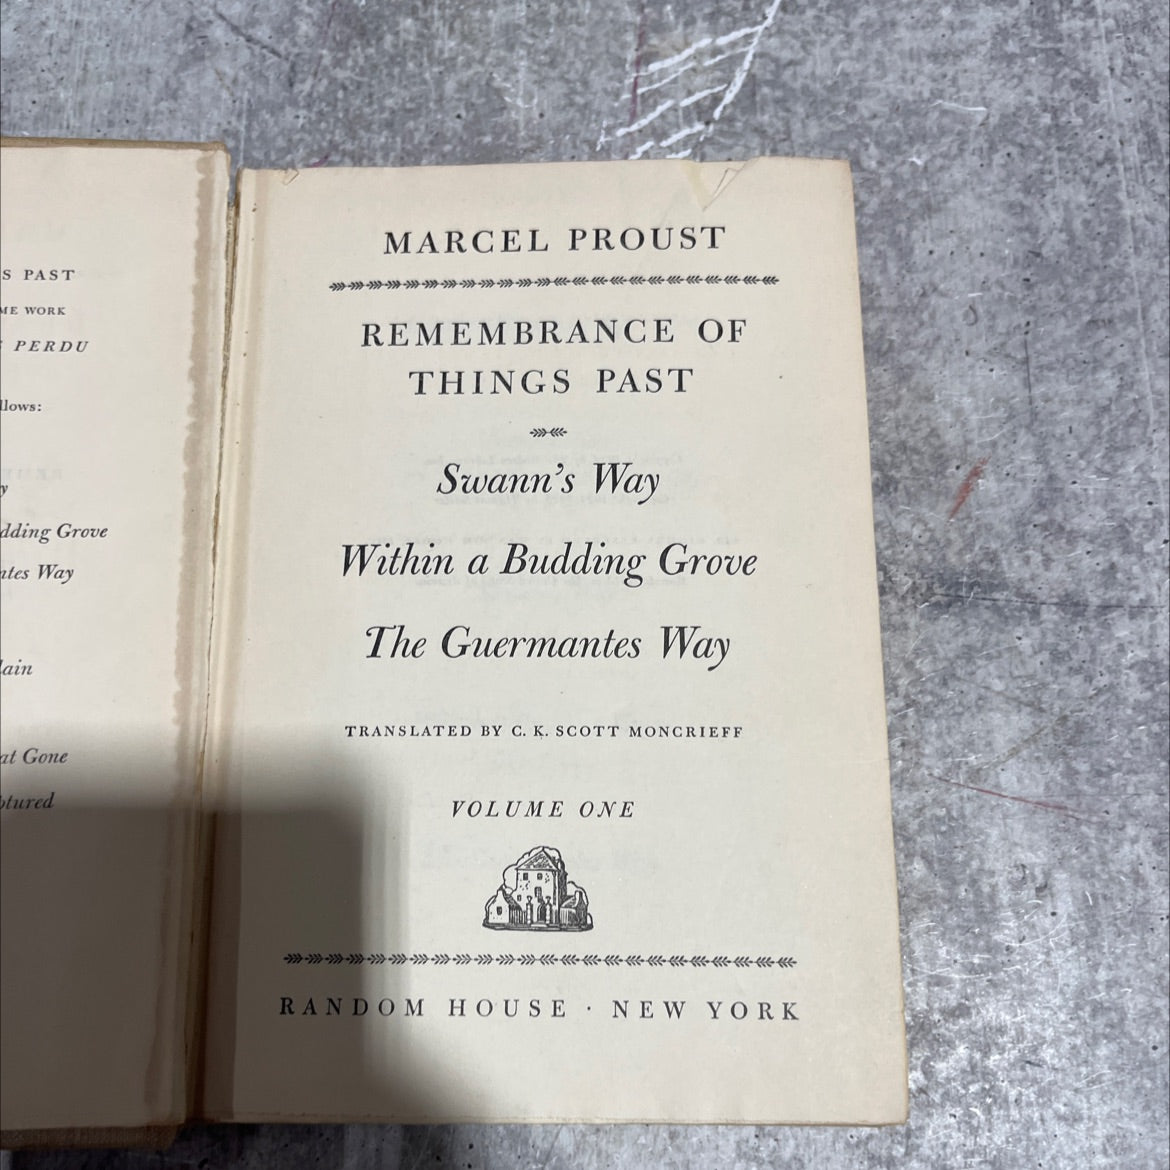 S PAST
ME WORK
PERDU
llows:
y
dding Grove
ntes Way
lain
at Gone
ptured
MARCEL PROUST
REMEMBRANCE OF
THINGS PAST
Swann's Way
Within a Budding Grove
The Guermantes Way
TRANSLATED BY C. K. SCOTT MONCRIEFF
VOLUME ONE
RANDOM HOUSE · NEW YORK